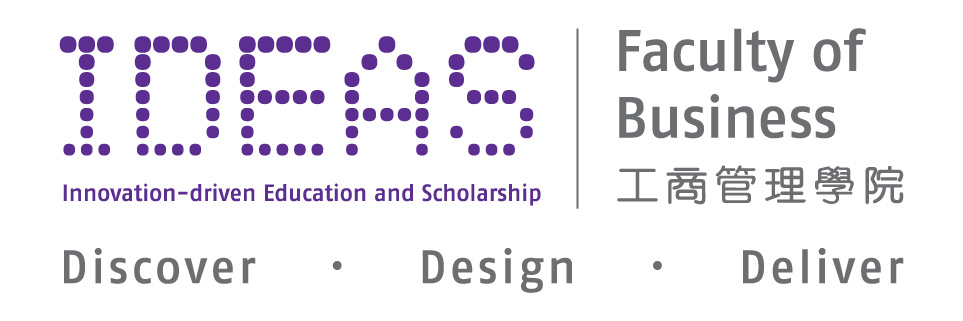 IDEAS
Innovation-driven Education and Scholarship
Faculty of
Business
工商管理學院
Discover · Design · Deliver